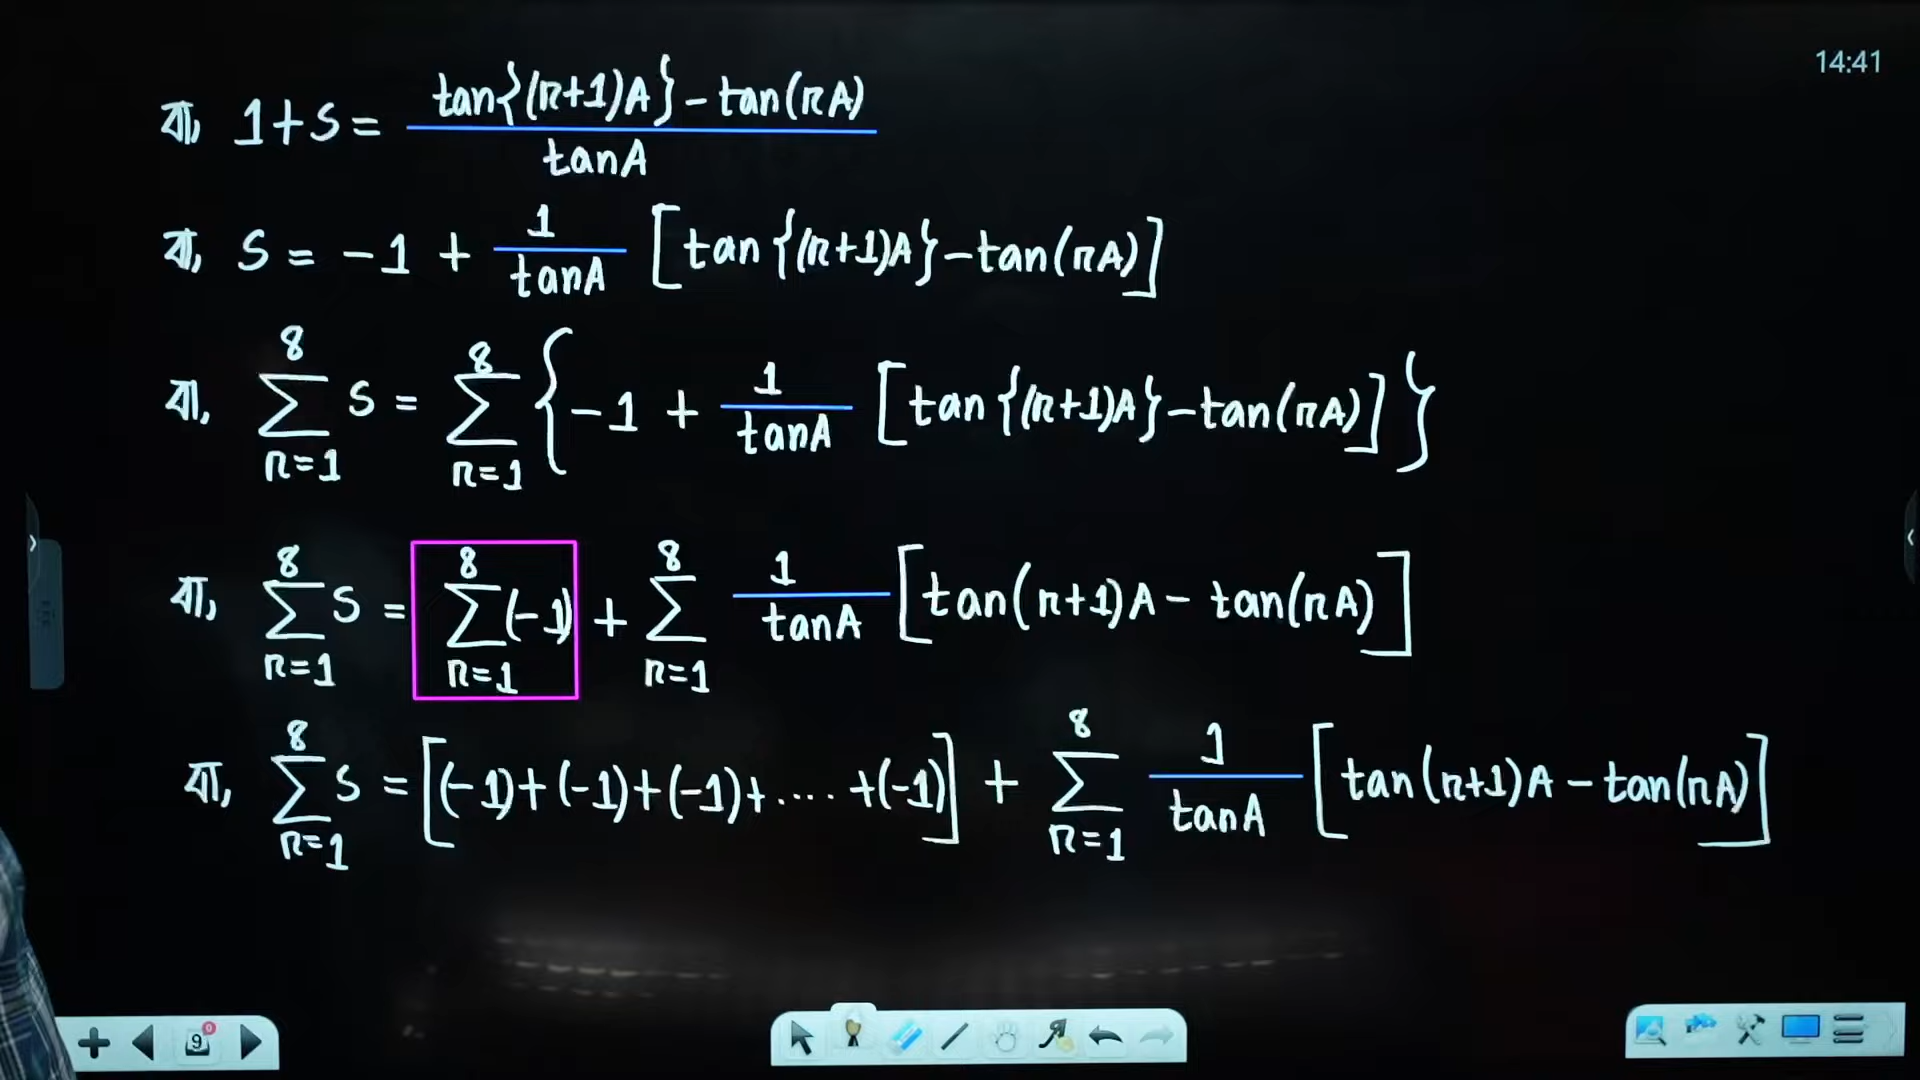 14:41
বা, 1+S = tan{(n+1)A} - tan(nA) / tanA
বা, S = -1 + 1/tanA [tan{(n+1)A} - tan(nA)]
বা, 8∑n=1 S = 8∑n=1 {-1 + 1/tanA [tan{(n+1)A} - tan(nA)]}
বা, 8∑n=1 S = 8∑n=1 (-1) + 8∑n=1 1/tanA [tan(n+1)A - tan(nA)]
বা, 8∑n=1 S = [(-1)+(-1)+(-1)+....+(-1)] + 8∑n=1 1/tanA [tan(n+1)A - tan(nA)]
9
0